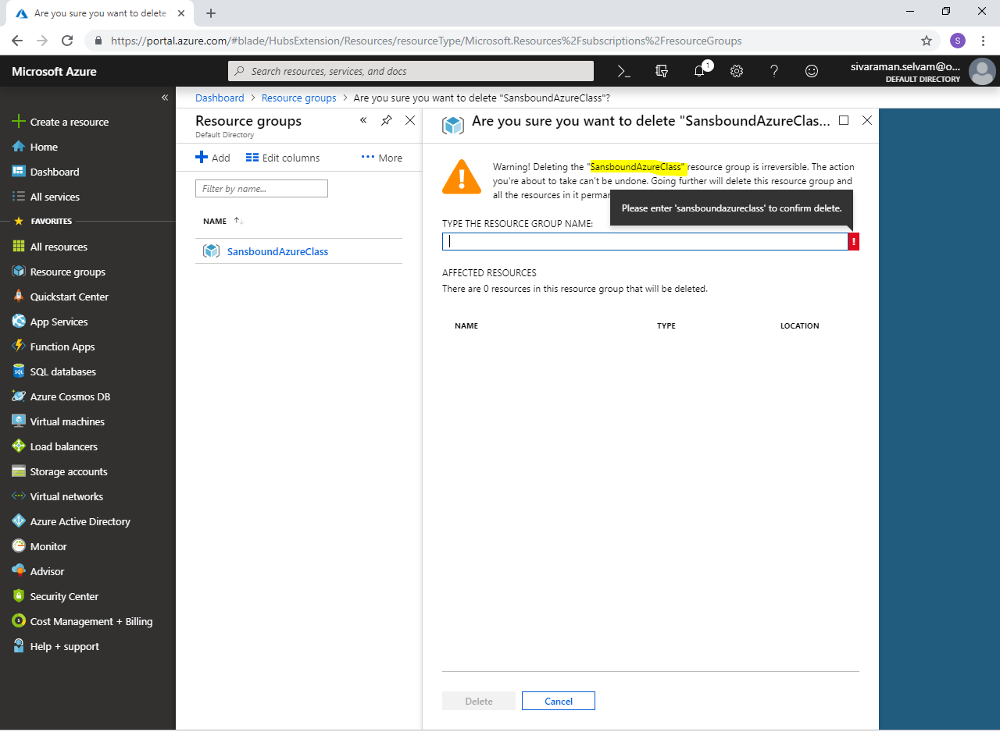 Are you sure you want to delete
https://portal.azure.com/#blade/HubsExtension/Resources/resourceType/Microsoft.Resources%2Fsubscriptions%2FresourceGroups
S
Microsoft Azure
Search resources, services, and docs
1
sivaraman.selvam@o...
DEFAULT DIRECTORY
Dashboard > Resource groups > Are you sure you want to delete "SansboundAzureClass"?
Create a resource
Home
Dashboard
All services
FAVORITES
All resources
Resource groups
Quickstart Center
App Services
Function Apps
SQL databases
Azure Cosmos DB
Virtual machines
Load balancers
Storage accounts
Virtual networks
Azure Active Directory
Monitor
Advisor
Security Center
Cost Management + Billing
Help + support
Resource groups
Default Directory
Add
Edit columns
More
Filter by name...
NAME
SansboundAzureClass
Are you sure you want to delete "SansboundAzureClas...
Warning! Deleting the "SansboundAzureClass" resource group is irreversible. The action
you're about to take can't be undone. Going further will delete this resource group and
all the resources in it perma
Please enter 'sansboundazureclass' to confirm delete.
TYPE THE RESOURCE GROUP NAME:
!
AFFECTED RESOURCES
There are 0 resources in this resource group that will be deleted.
NAME TYPE LOCATION
Delete
Cancel